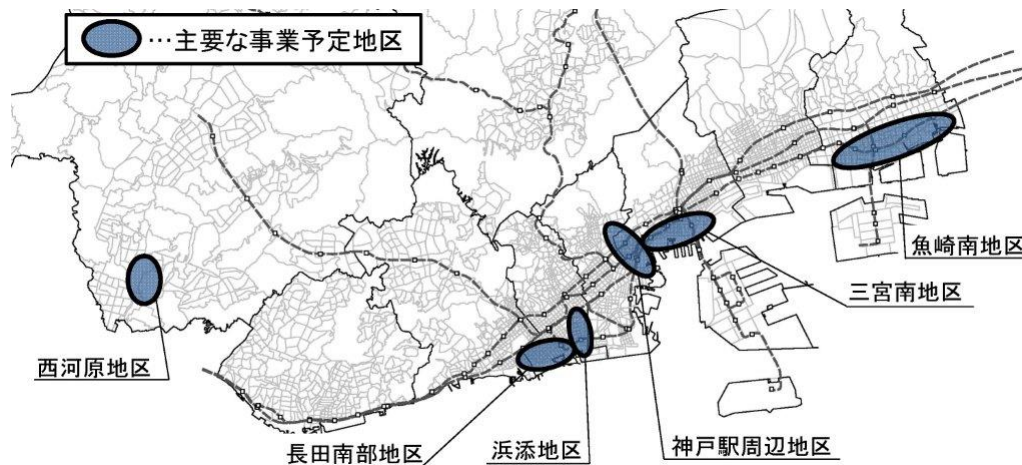 …主要な事業予定地区
魚崎南地区
三宮南地区
西河原地区
長田南部地区
浜添地区
神戸駅周辺地区